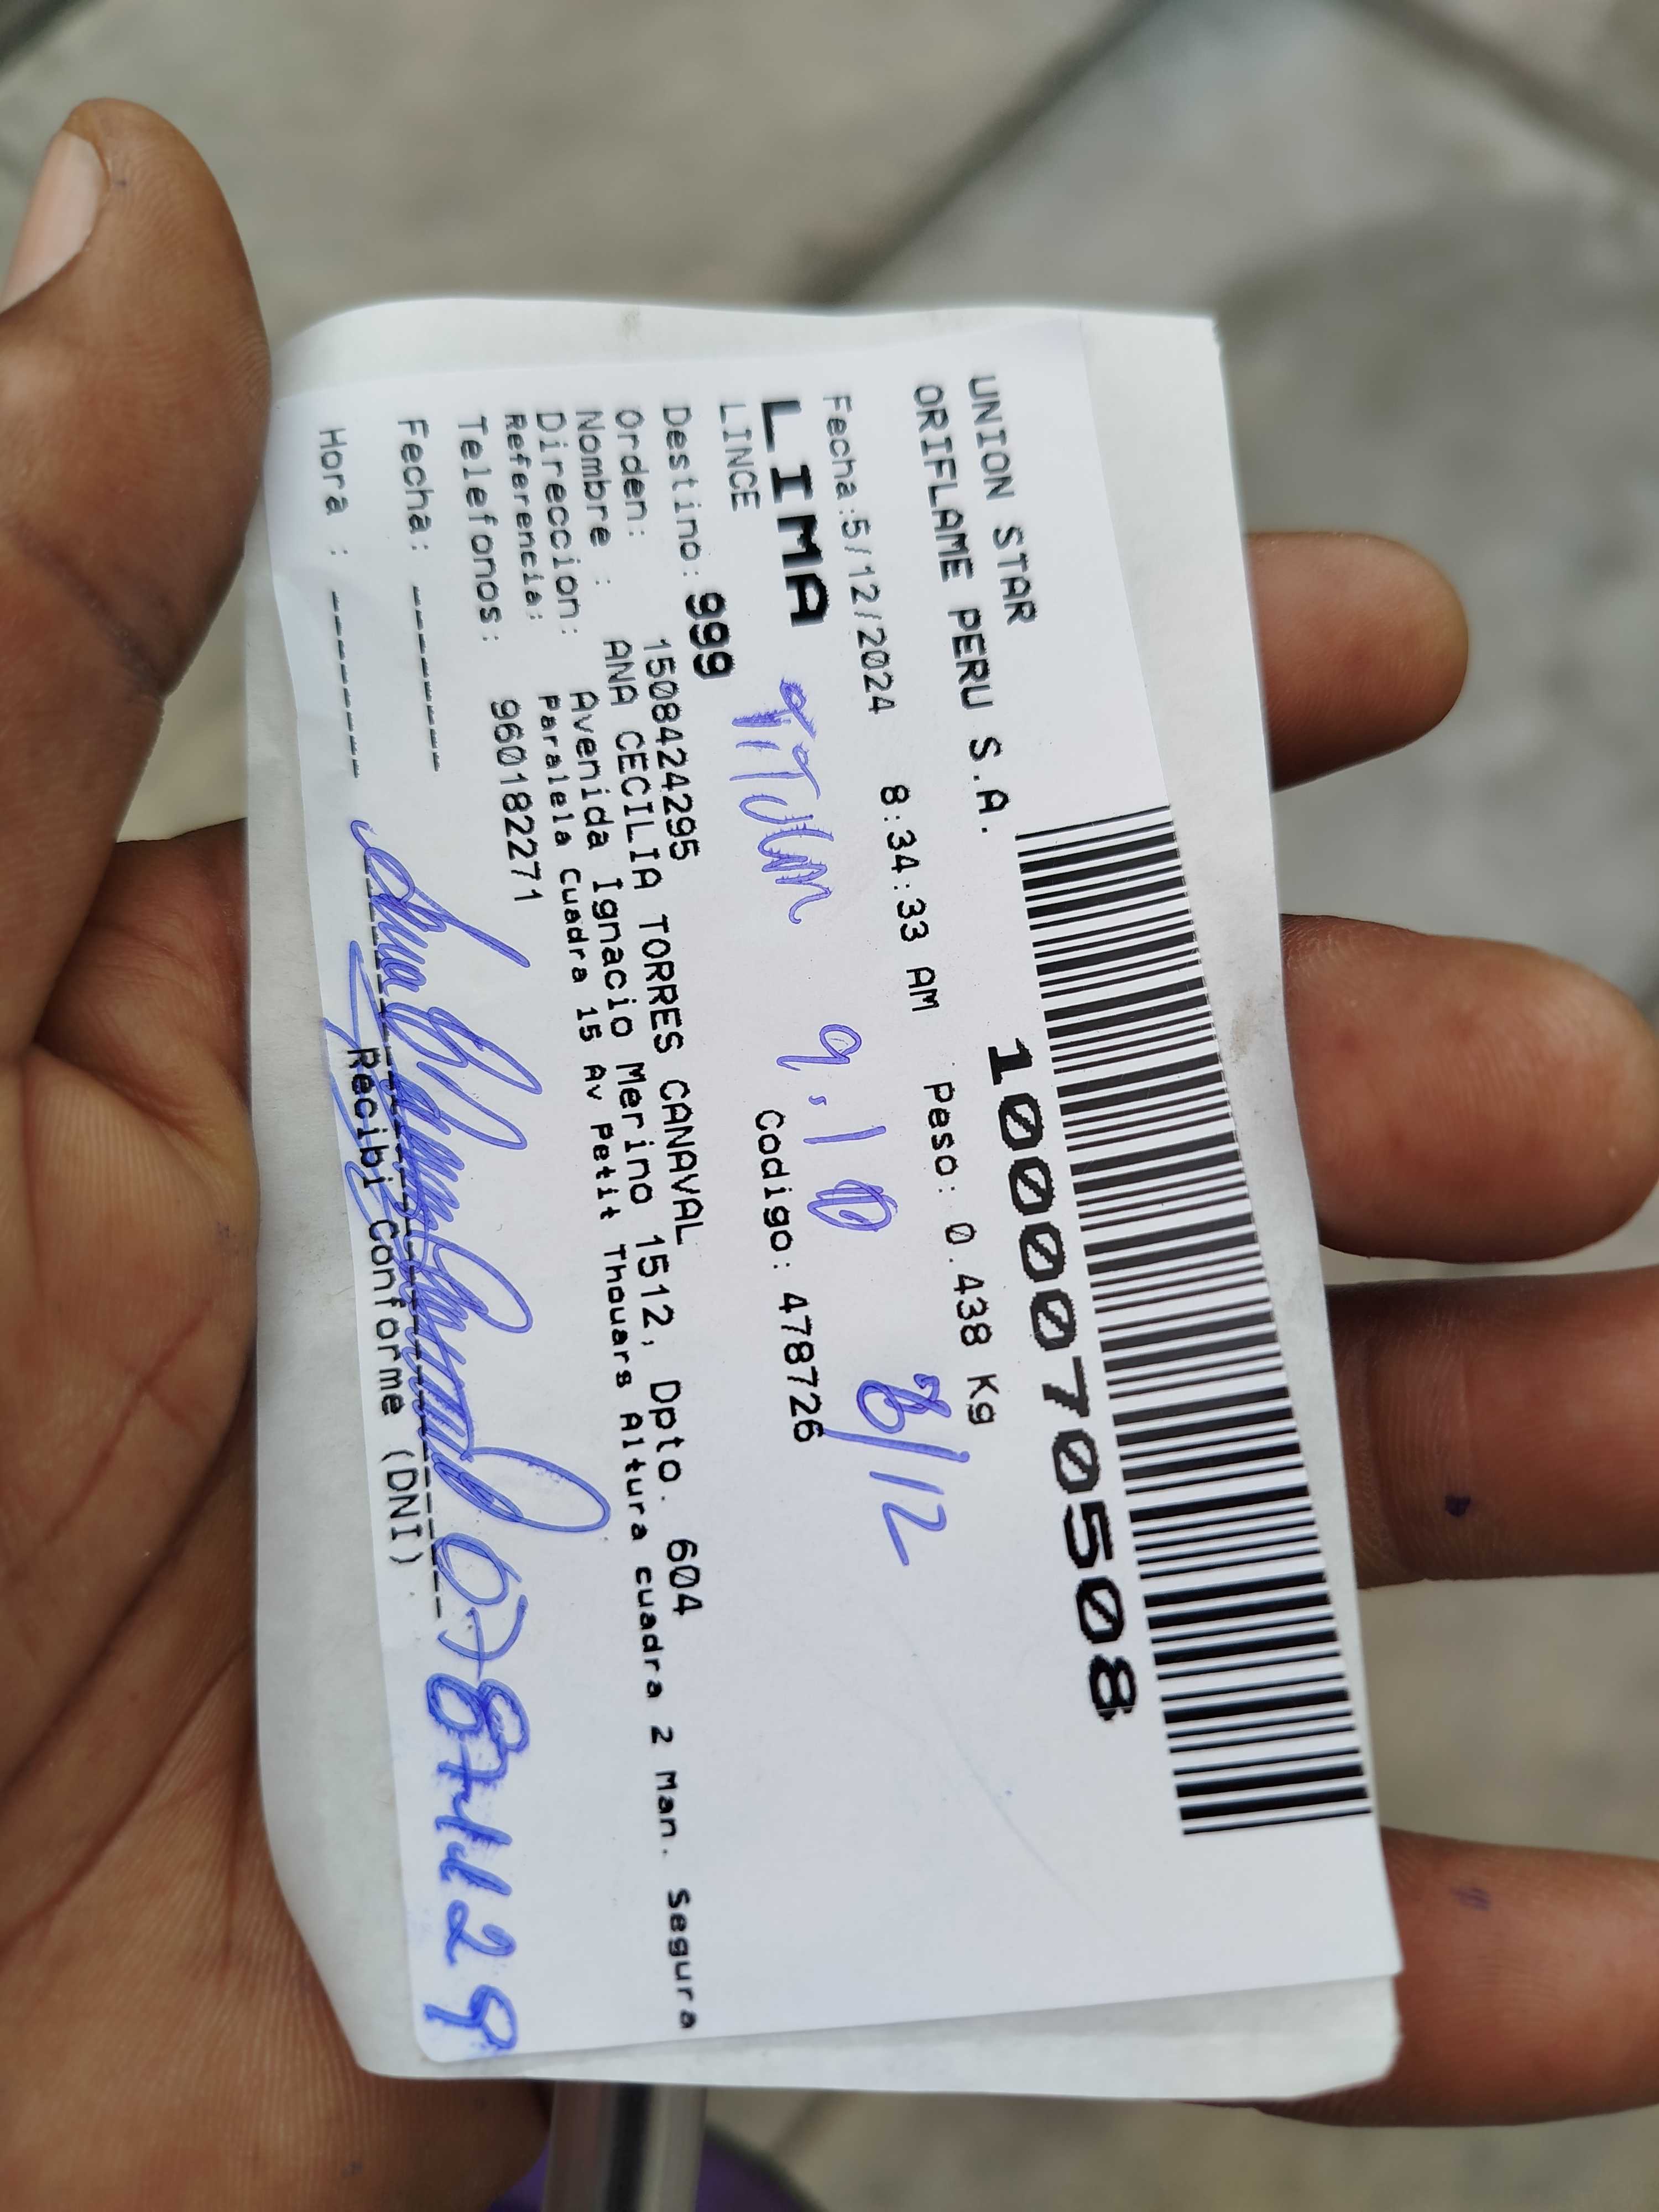 UNION STAR
ORIFLAME PERU S.A.
1000070508
Fecha:5/12/2024 8:34:33 AM Peso: 0.438 Kg
LIMA
9.10 8/12
LINCE
Codigo: 478726
Destino: 999
Orden: 1508424295
Nombre : ANA CECILIA TORRES CANAVAL
Direccion: Avenida Ignacio Merino 1512, Dpto. 604
Referencia: Paralela Cuadra 15 Av Petit Thouars Altura cuadra 2 Man. Segura
Telefonos: 960182271
Fecha: -------
Hora : -------
Recibi Conforme (DNI)